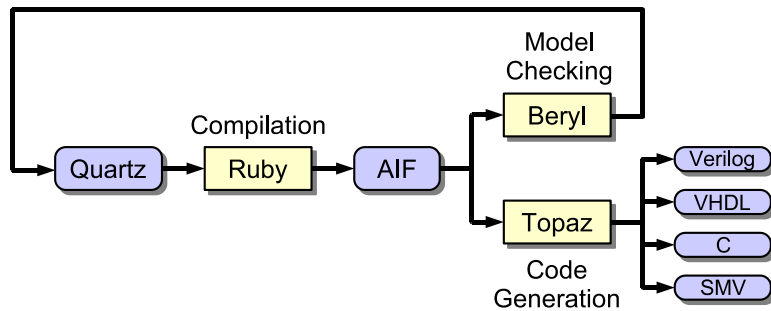 Model
Checking
Beryl
Compilation
Quartz
Ruby
AIF
Verilog
VHDL
Topaz
C
Code
Generation
SMV